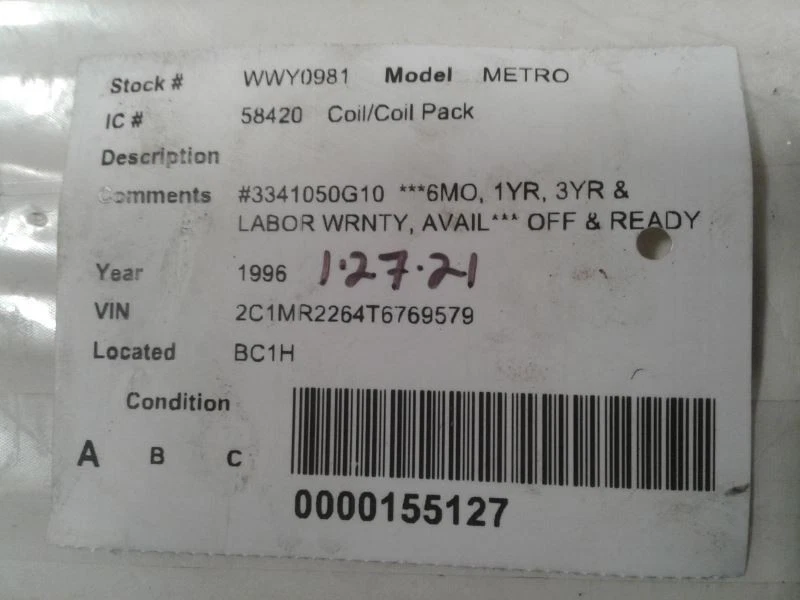 Stock # WWY0981 Model METRO
IC # 58420 Coil/Coil Pack
Description
Comments #3341050G10 ***6MO, 1YR, 3YR &
LABOR WRNTY, AVAIL*** OFF & READY
Year 1996 1·27·21
VIN 2C1MR2264T6769579
Located BC1H
Condition
A B C
0000155127